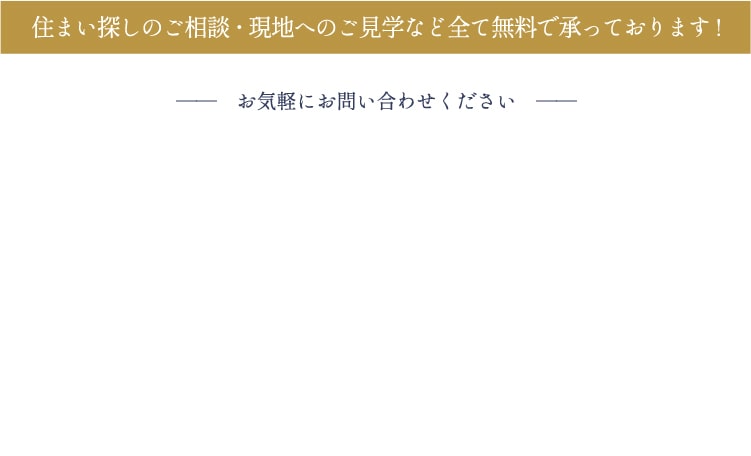 住まい探しのご相談・現地へのご見学など全て無料で承っております！
── お気軽にお問い合わせください ──